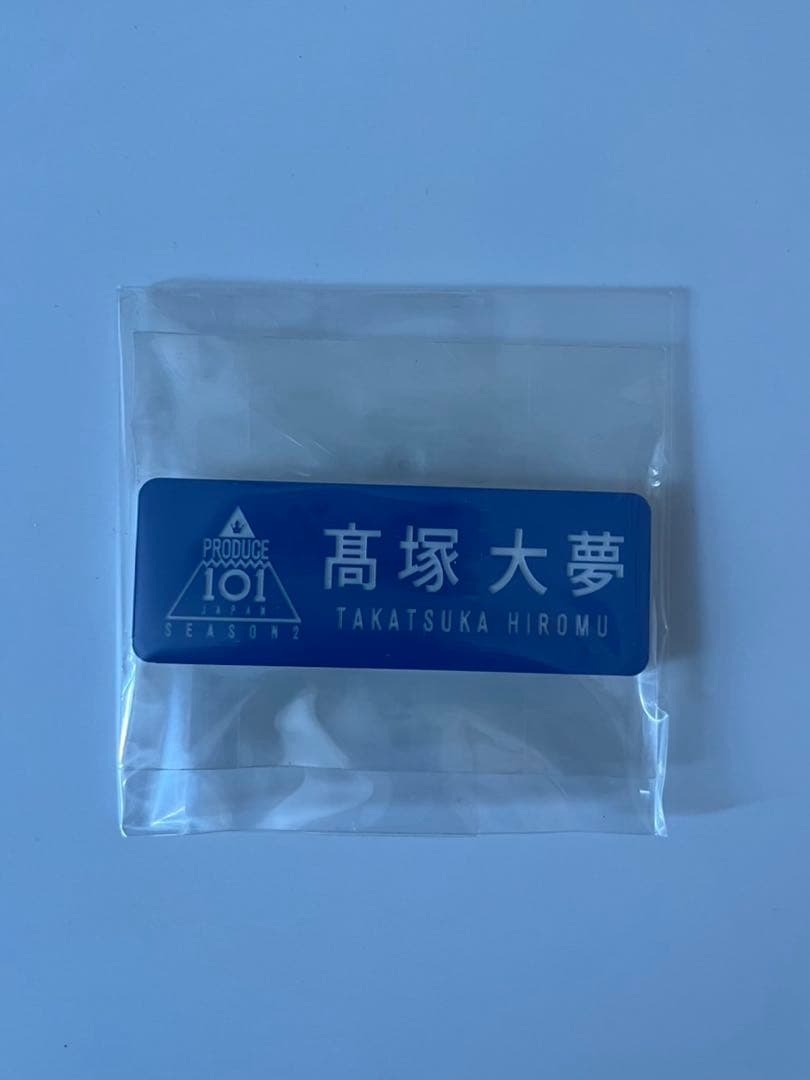 PRODUCE
101
JAPAN
SEASON2
髙塚 大夢
TAKATSUKA HIROMU